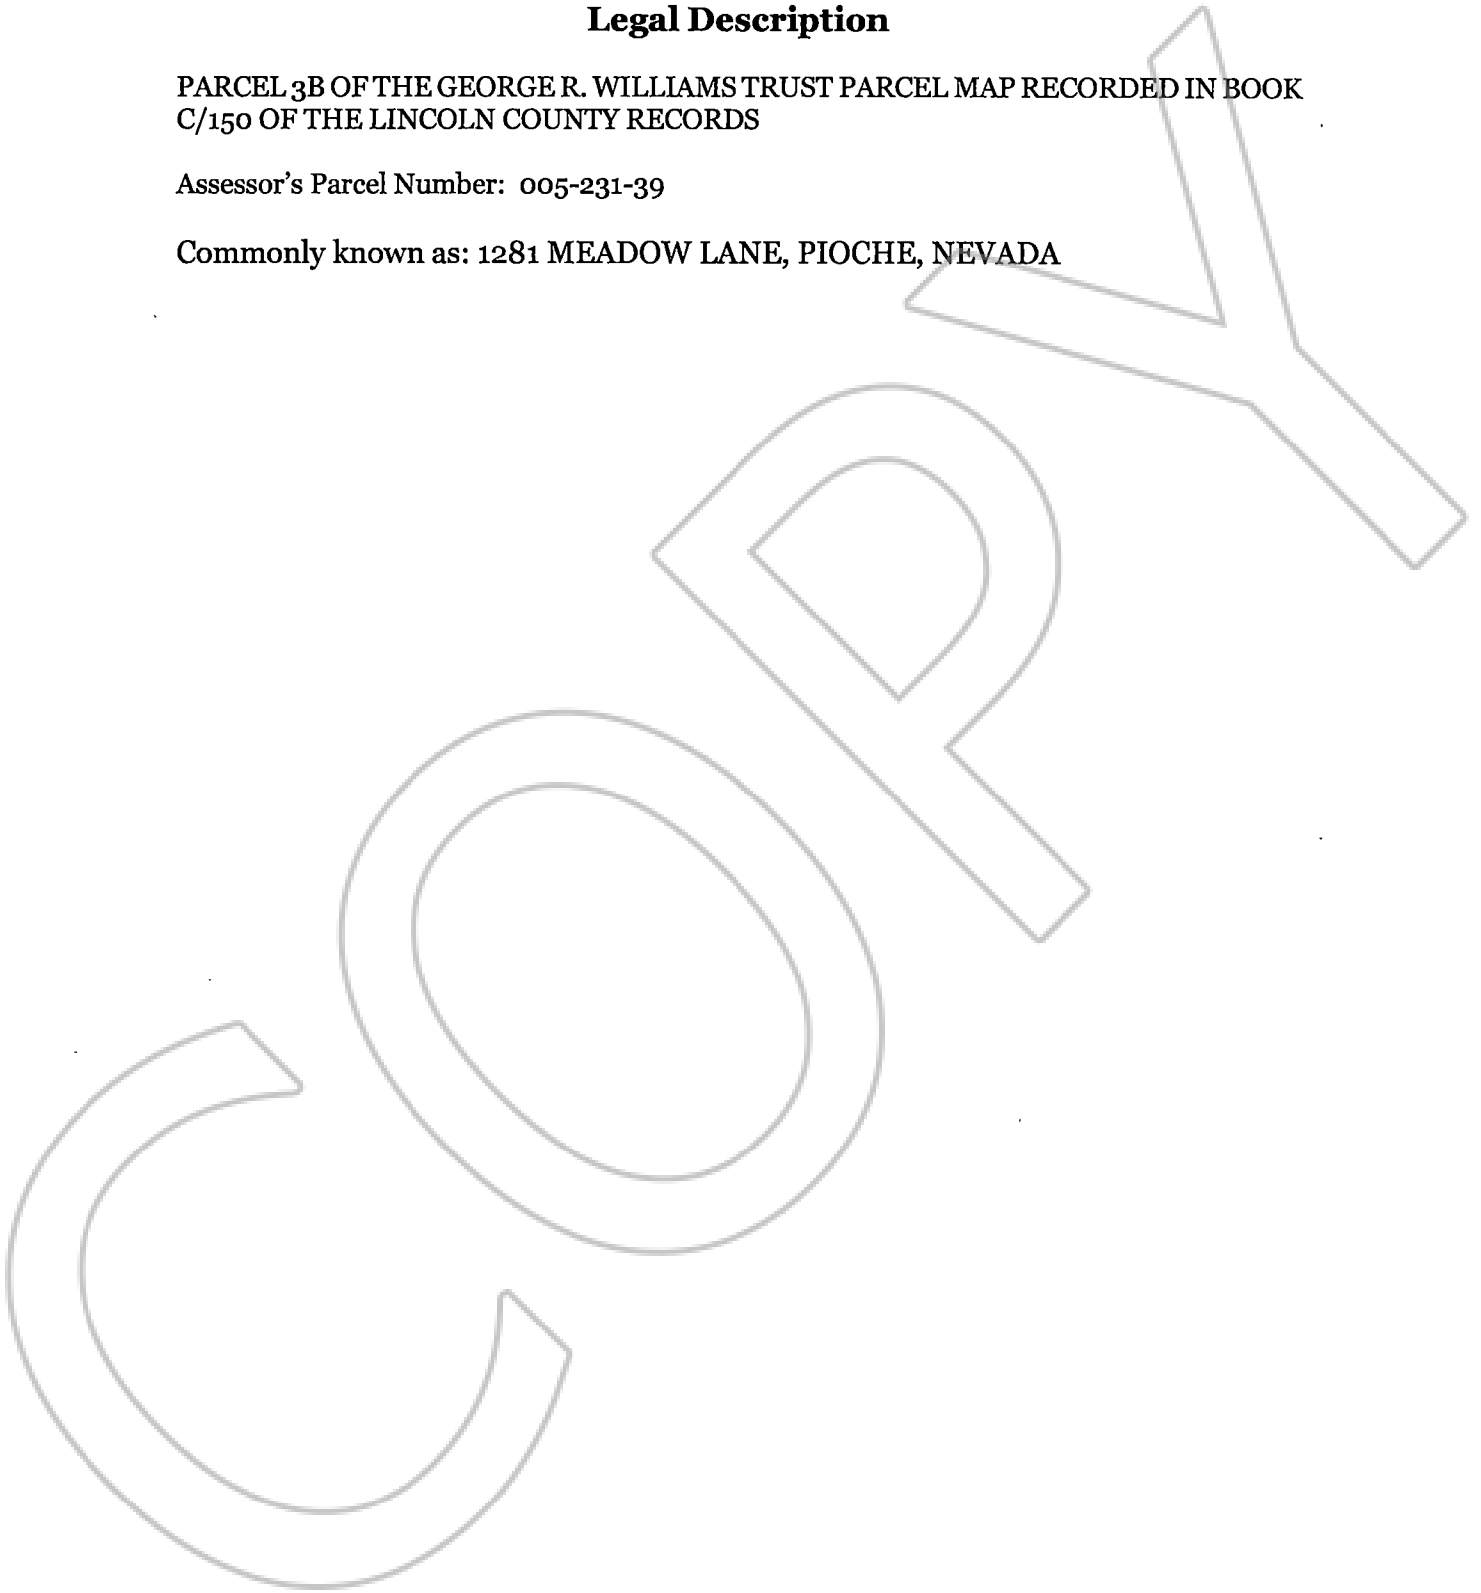 Legal Description
PARCEL 3B OF THE GEORGE R. WILLIAMS TRUST PARCEL MAP RECORDED IN BOOK
C/150 OF THE LINCOLN COUNTY RECORDS
Assessor's Parcel Number: 005-231-39
Commonly known as: 1281 MEADOW LANE, PIOCHE, NEVADA
COPY